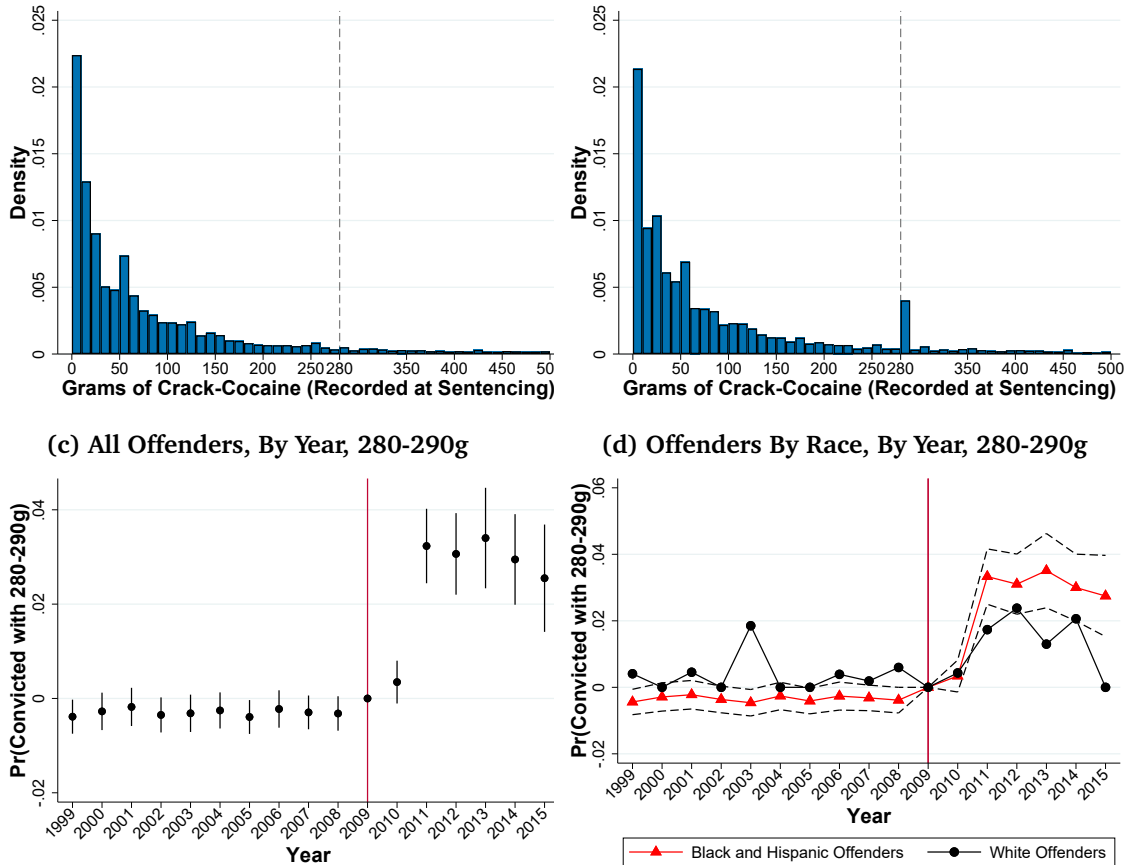 Density
.025
.02
.015
.01
.005
0
0 50 100 150 200 250 280 350 400 450 50
Grams of Crack-Cocaine (Recorded at Sentencing)
Density
.025
.02
.015
.01
.005
0
0 50 100 150 200 250 280 350 400 450 500
Grams of Crack-Cocaine (Recorded at Sentencing)
(c) All Offenders, By Year, 280-290g
Pr(Convicted with 280-290g)
.04
.02
0
-.02
1999 2000 2001 2002 2003 2004 2005 2006 2007 2008 2009 2010 2011 2012 2013 2014 2015
Year
(d) Offenders By Race, By Year, 280-290g
Pr(Convicted with 280-290g)
.06
.04
.02
0
-.02
1999 2000 2001 2002 2003 2004 2005 2006 2007 2008 2009 2010 2011 2012 2013 2014 2015
Year
Black and Hispanic Offenders White Offenders